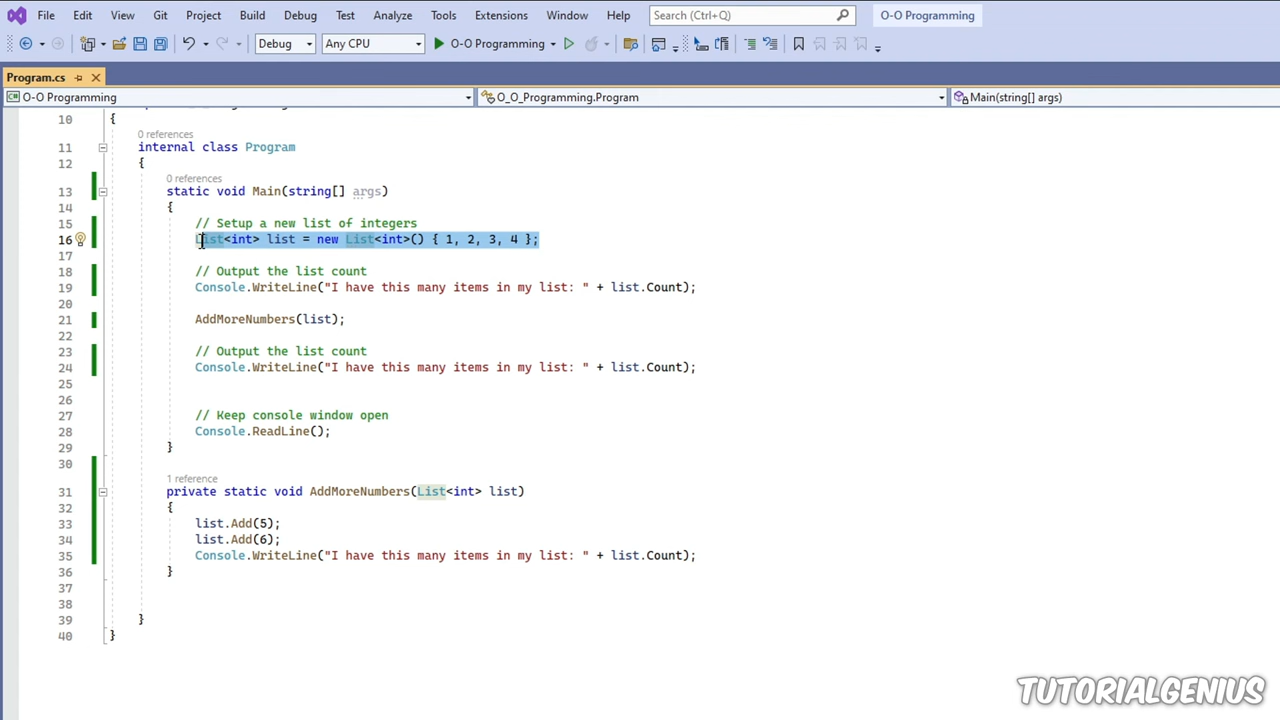 File Edit View Git Project Build Debug Test Analyze Tools Extensions Window Help Search (Ctrl+Q) O-O Programming
Debug Any CPU O-O Programming
Program.cs
O-O Programming O_O_Programming.Program Main(string[] args)
10 {
0 references
11 internal class Program
12 {
0 references
13 static void Main(string[] args)
14 {
15 // Setup a new list of integers
16 List<int> list = new List<int>() { 1, 2, 3, 4 };
17
18 // Output the list count
19 Console.WriteLine("I have this many items in my list: " + list.Count);
20
21 AddMoreNumbers(list);
22
23 // Output the list count
24 Console.WriteLine("I have this many items in my list: " + list.Count);
25
26
27 // Keep console window open
28 Console.ReadLine();
29 }
30
1 reference
31 private static void AddMoreNumbers(List<int> list)
32 {
33 list.Add(5);
34 list.Add(6);
35 Console.WriteLine("I have this many items in my list: " + list.Count);
36 }
37
38
39 }
40 }
TUTORIALGENIUS